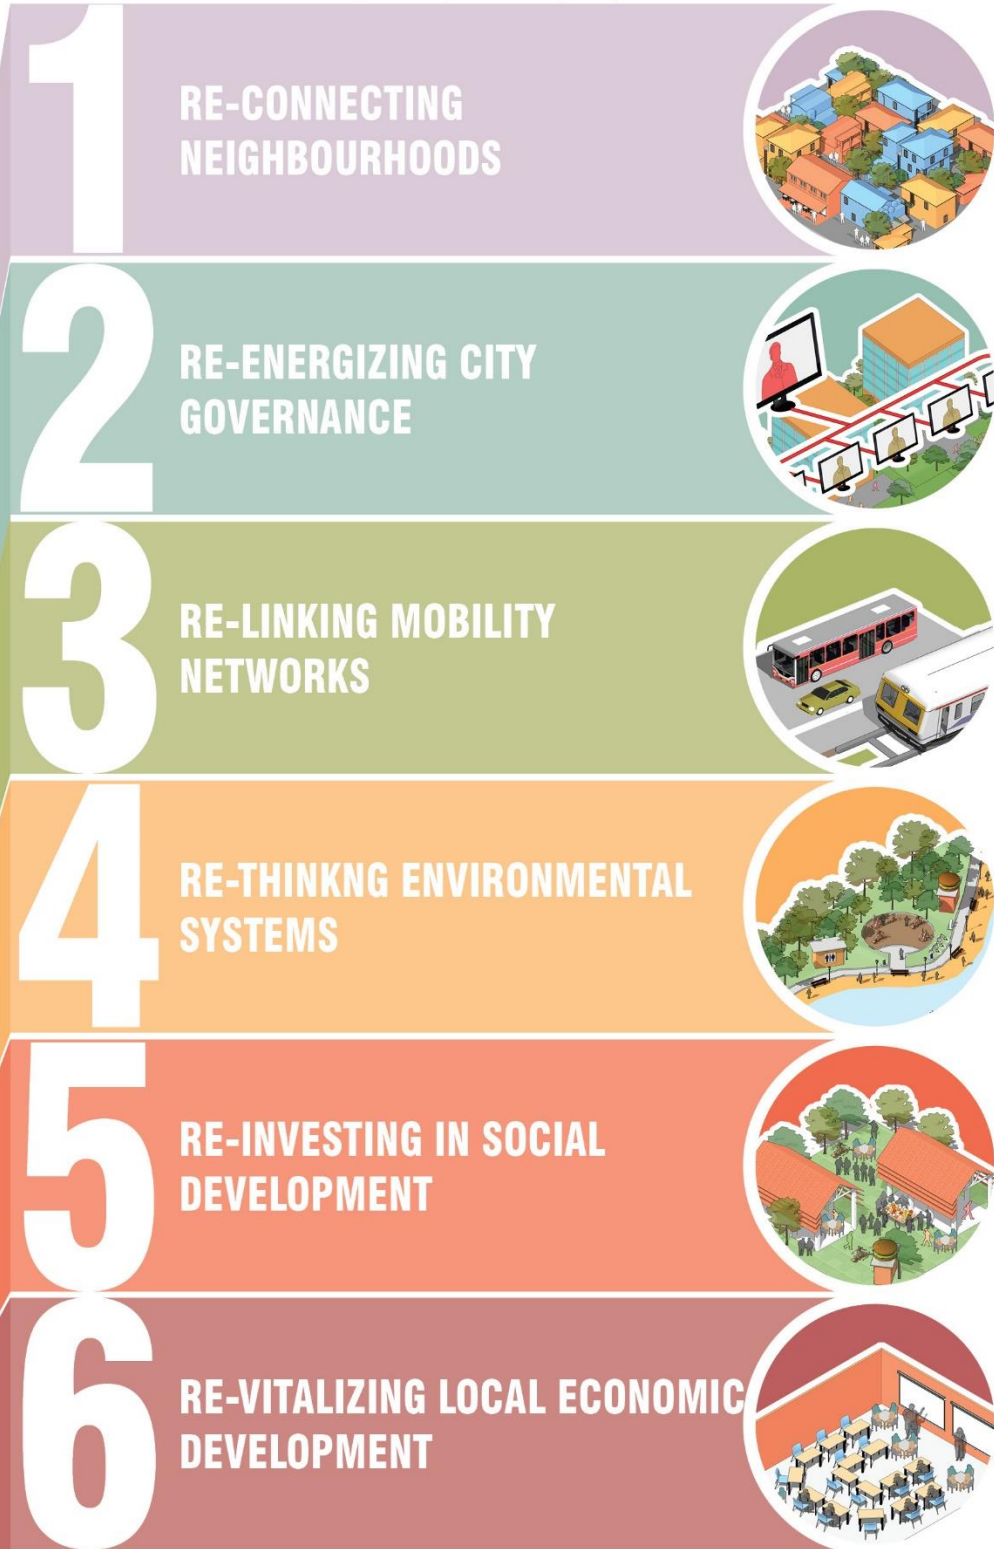 1
RE-CONNECTING
NEIGHBOURHOODS
2
RE-ENERGIZING CITY
GOVERNANCE
3
RE-LINKING MOBILITY
NETWORKS
4
RE-THINKNG ENVIRONMENTAL
SYSTEMS
5
RE-INVESTING IN SOCIAL
DEVELOPMENT
6
RE-VITALIZING LOCAL ECONOMIC
DEVELOPMENT